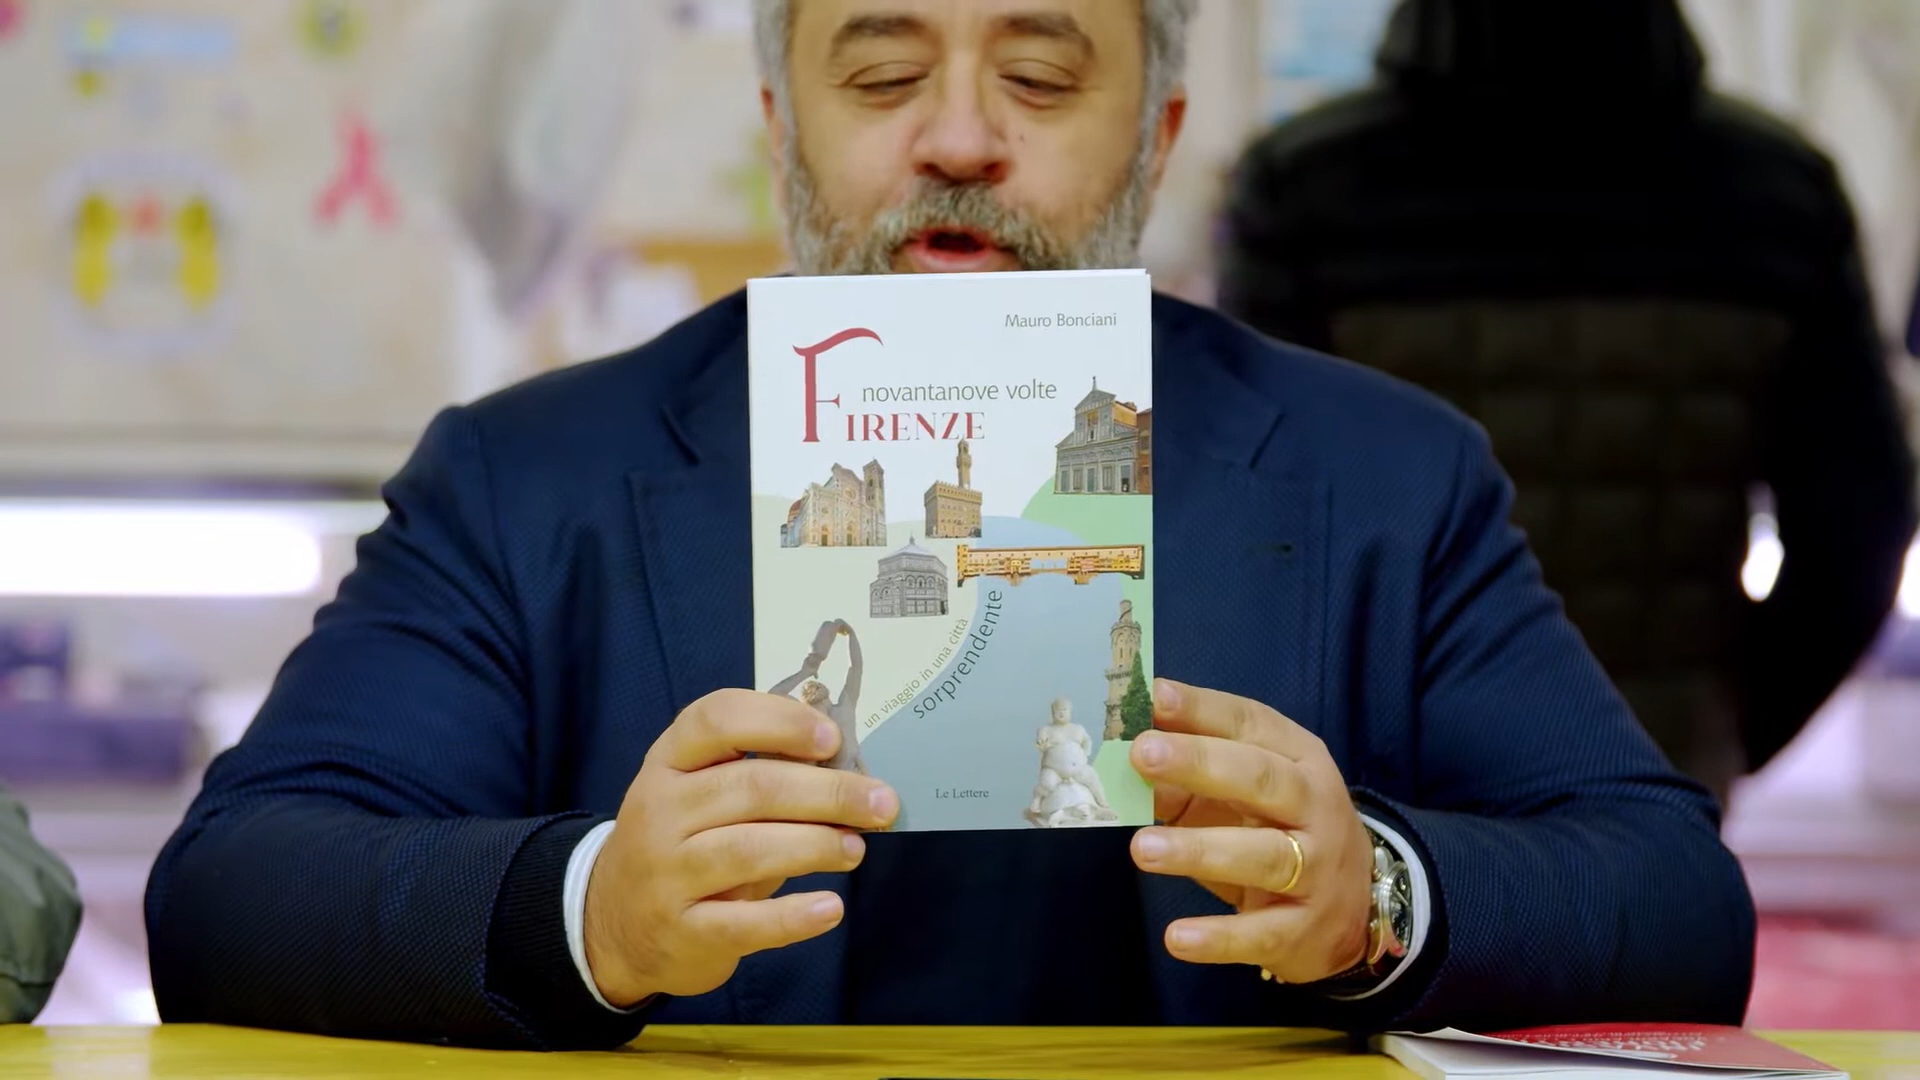 Mauro Bonciani
novantanove volte
FIRENZE
un viaggio in una città
sorprendente
Le Lettere